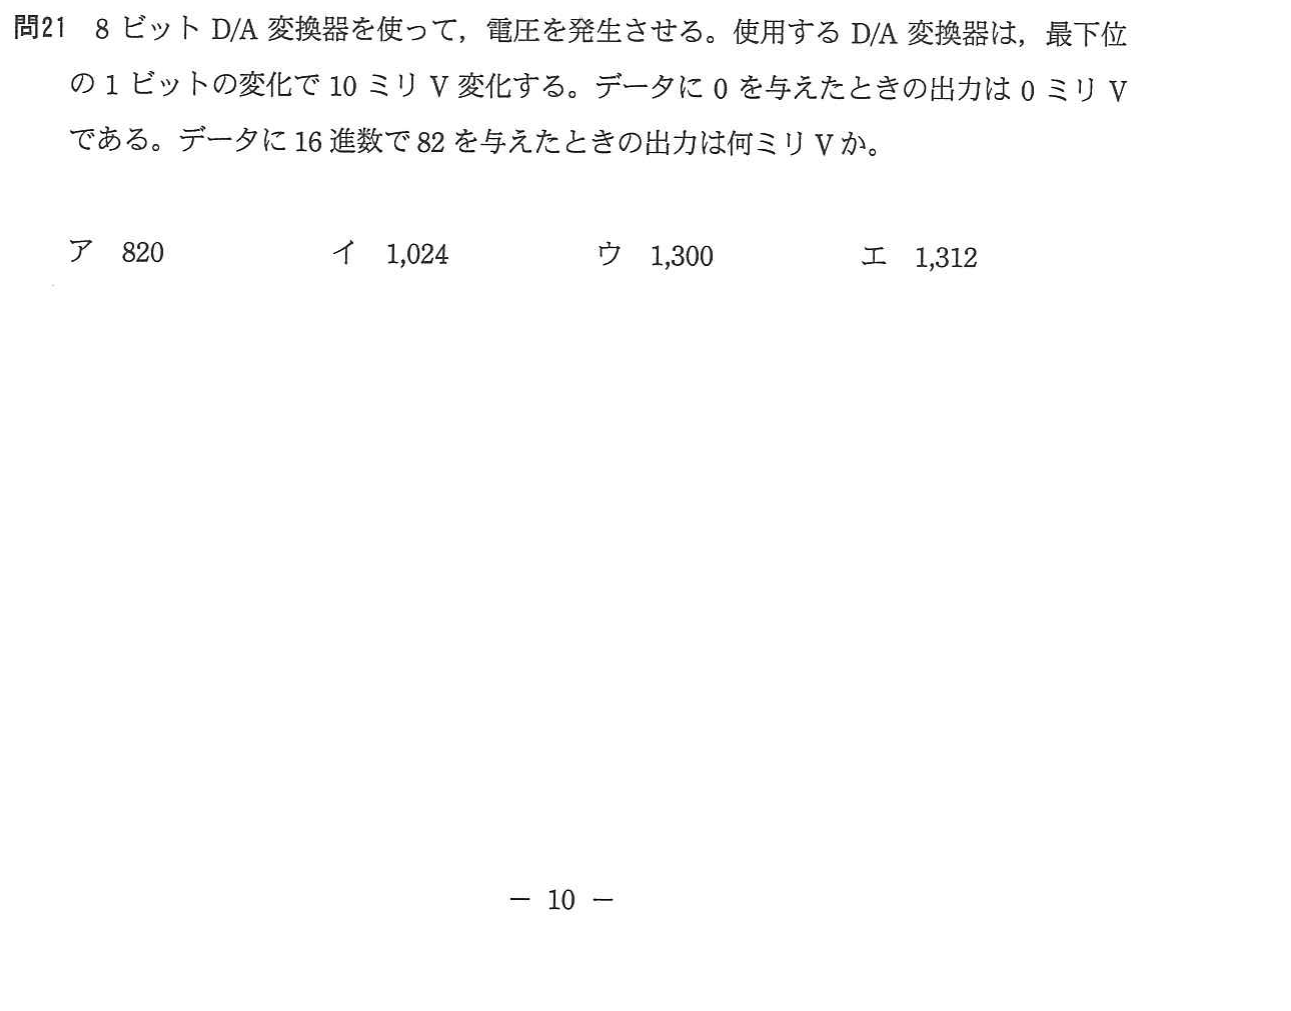 問21 8 ビット D/A 変換器を使って，電圧を発生させる。使用する D/A 変換器は，最下位
の 1 ビットの変化で 10 ミリ V 変化する。データに 0 を与えたときの出力は 0 ミリ V
である。データに 16 進数で 82 を与えたときの出力は何ミリ V か。
ア 820 イ 1,024 ウ 1,300 エ 1,312
－ 10 －